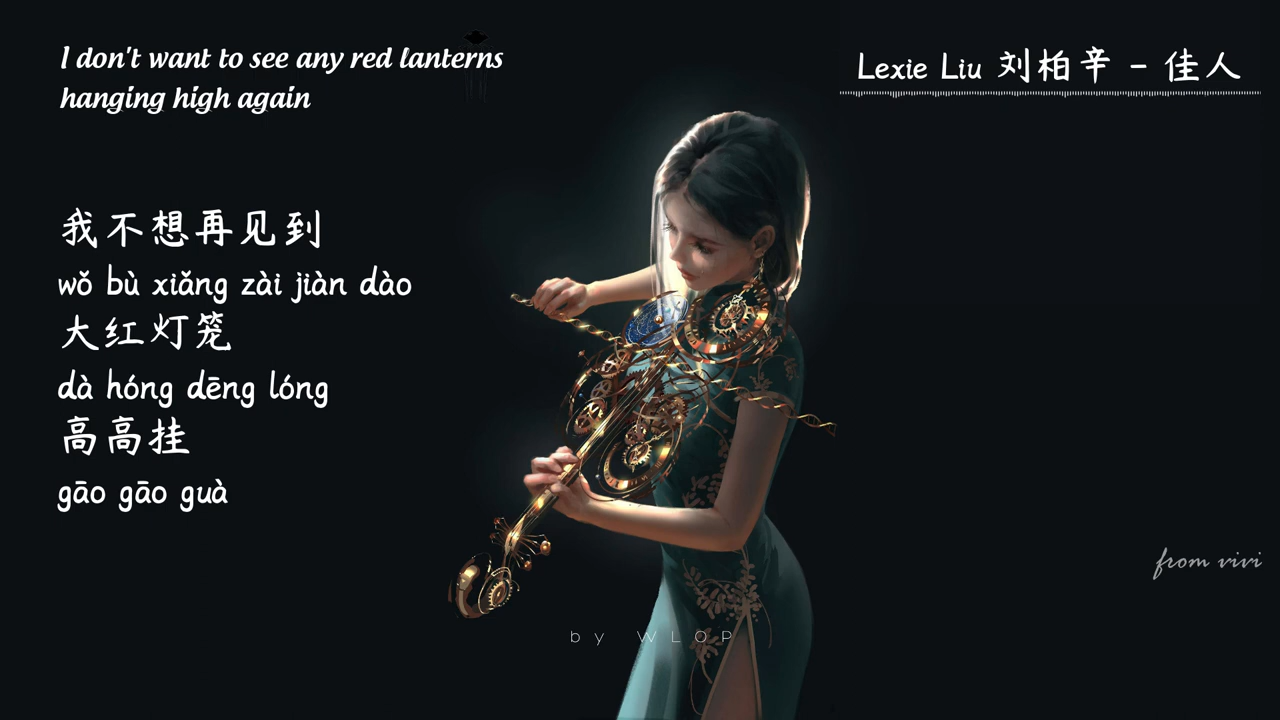 I don't want to see any red lanterns
hanging high again
Lexie Liu 刘柏辛 - 佳人
我不想再见到
wǒ bù xiǎng zài jiàn dào
大红灯笼
dà hóng dēng lóng
高高挂
gāo gāo guà
from vivi
by WLOP